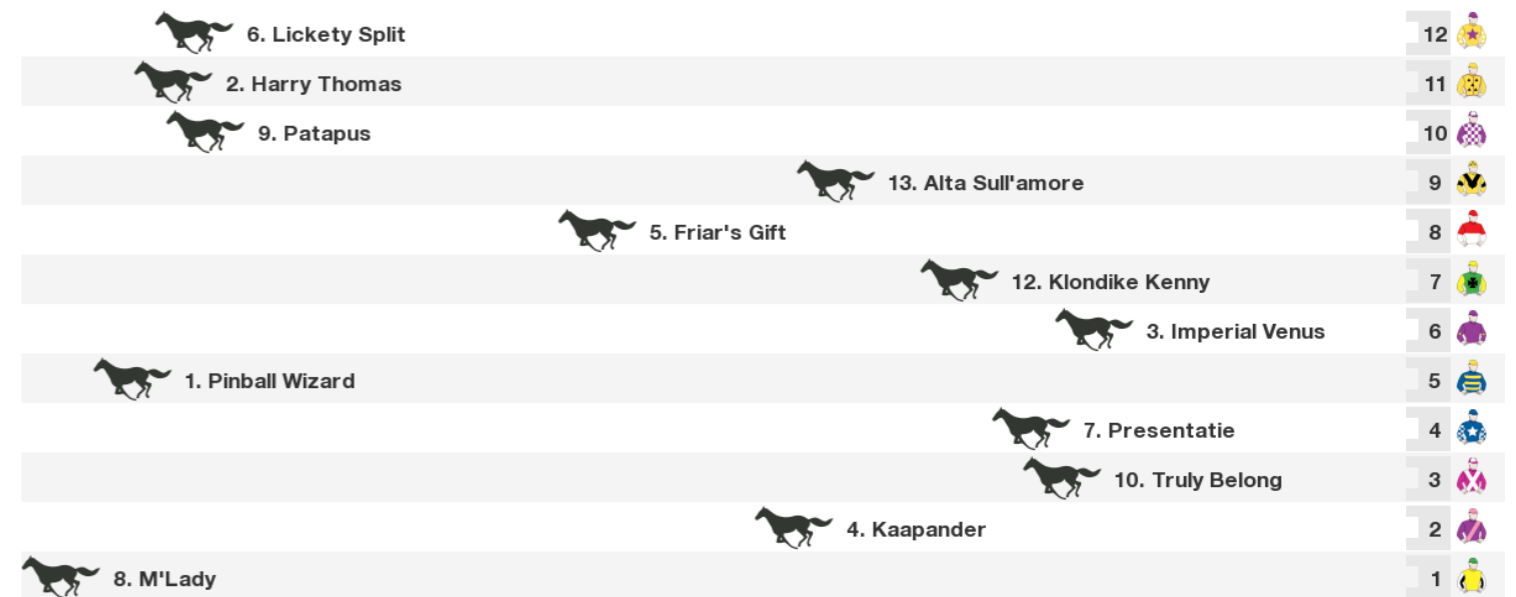 6. Lickety Split 12
2. Harry Thomas 11
9. Patapus 10
13. Alta Sull'amore 9
5. Friar's Gift 8
12. Klondike Kenny 7
3. Imperial Venus 6
1. Pinball Wizard 5
7. Presentatie 4
10. Truly Belong 3
4. Kaapander 2
8. M'Lady 1